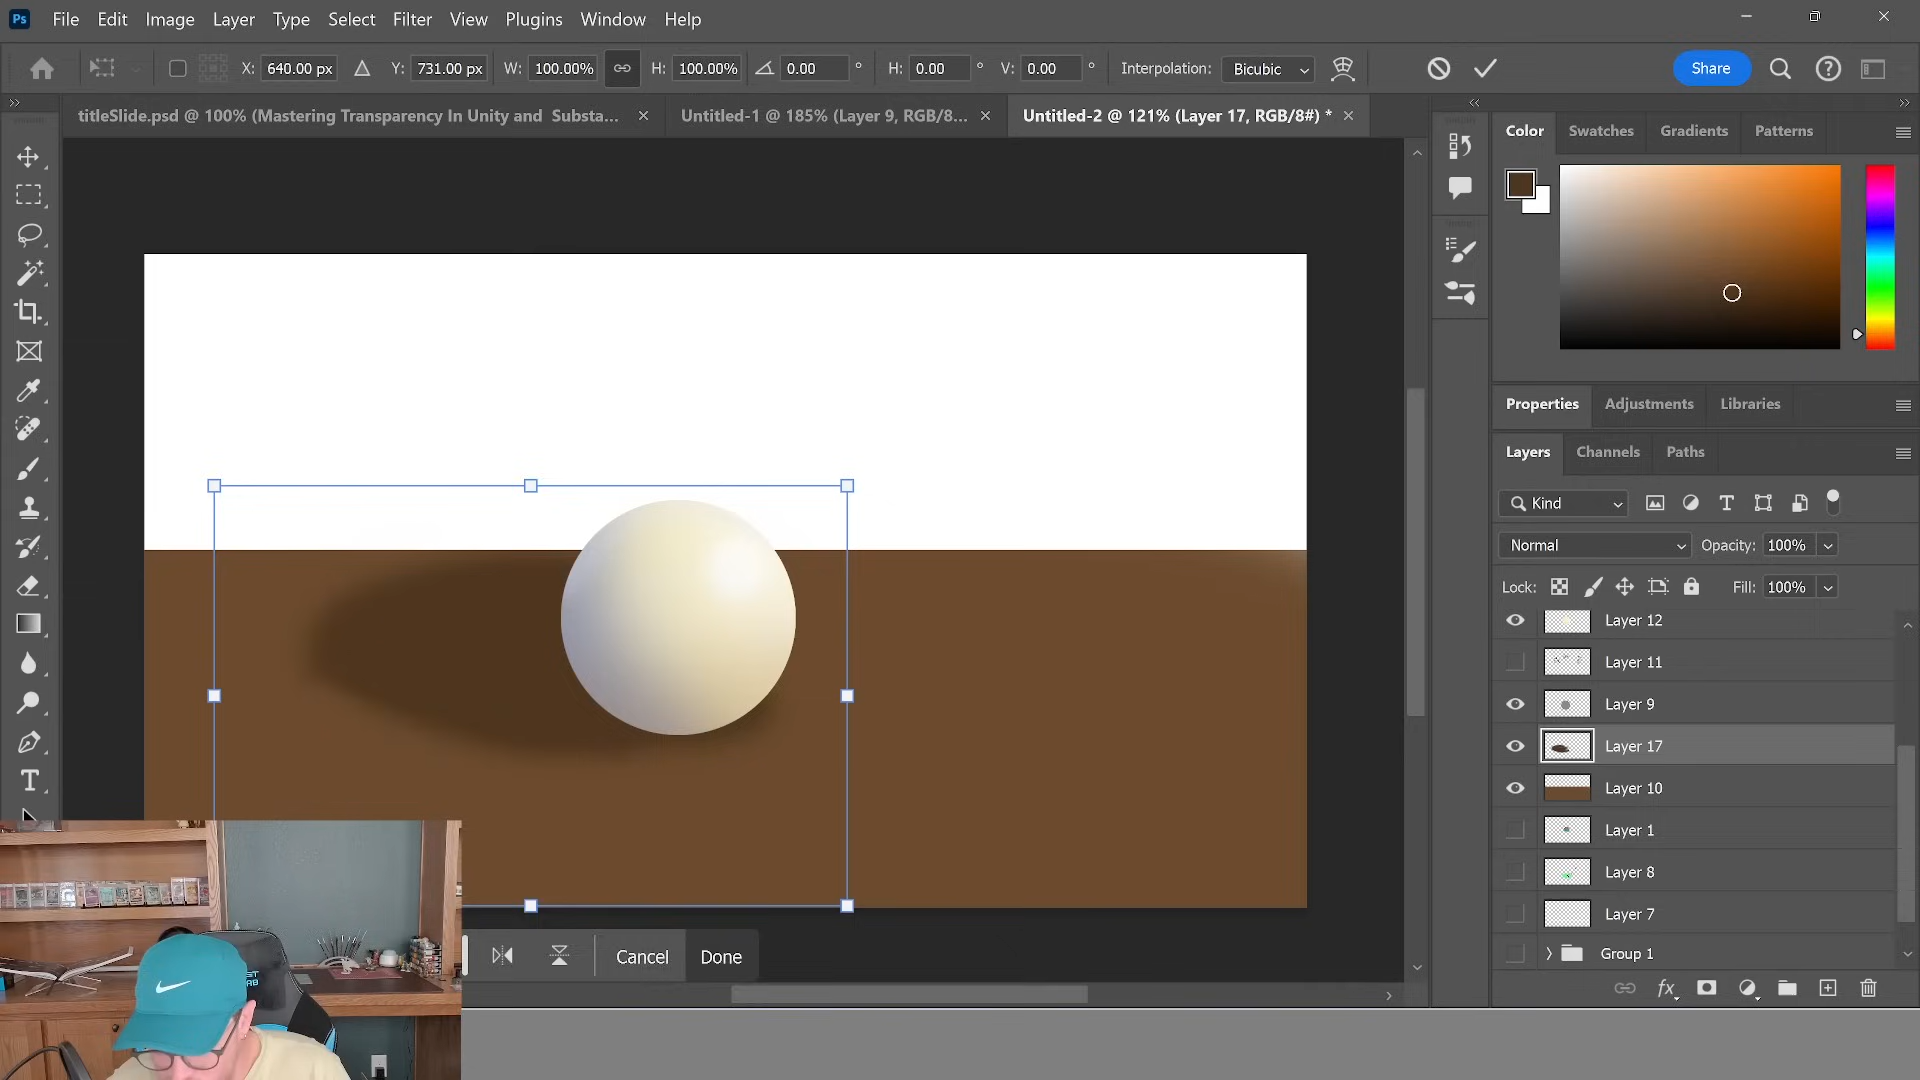 Ps File Edit Image Layer Type Select Filter View Plugins Window Help
X: 640.00 px Y: 731.00 px W: 100.00% H: 100.00% 0.00 ° H: 0.00 ° V: 0.00 ° Interpolation: Bicubic Share
titleSlide.psd @ 100% (Mastering Transparency In Unity and Substa... Untitled-1 @ 185% (Layer 9, RGB/8... Untitled-2 @ 121% (Layer 17, RGB/8#) *
Color Swatches Gradients Patterns
Properties Adjustments Libraries
Layers Channels Paths
Kind
Normal Opacity: 100%
Lock: Fill: 100%
Layer 12
Layer 11
Layer 9
Layer 17
Layer 10
Layer 1
Layer 8
Layer 7
Group 1
Cancel Done
fx